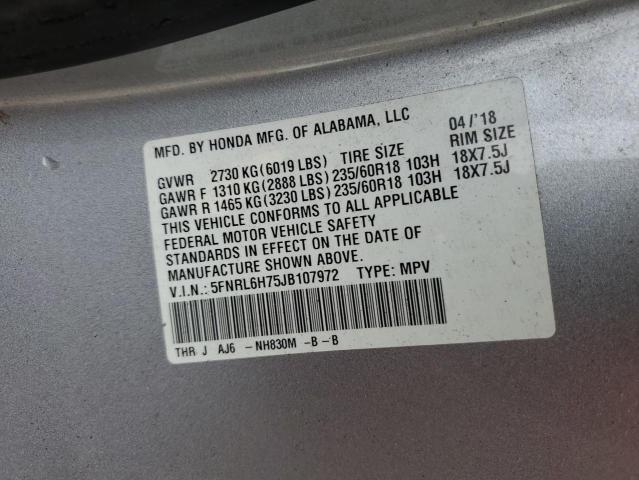 MFD. BY HONDA MFG. OF ALABAMA, LLC 04/'18
GVWR 2730 KG(6019 LBS) TIRE SIZE RIM SIZE
GAWR F 1310 KG(2888 LBS)235/60R18 103H 18X7.5J
GAWR R 1465 KG(3230 LBS)235/60R18 103H 18X7.5J
THIS VEHICLE CONFORMS TO ALL APPLICABLE
FEDERAL MOTOR VEHICLE SAFETY
STANDARDS IN EFFECT ON THE DATE OF
MANUFACTURE SHOWN ABOVE.
V.I.N.: 5FNRL6H75JB107972 TYPE: MPV
THR J AJ6 - NH830M - B - B